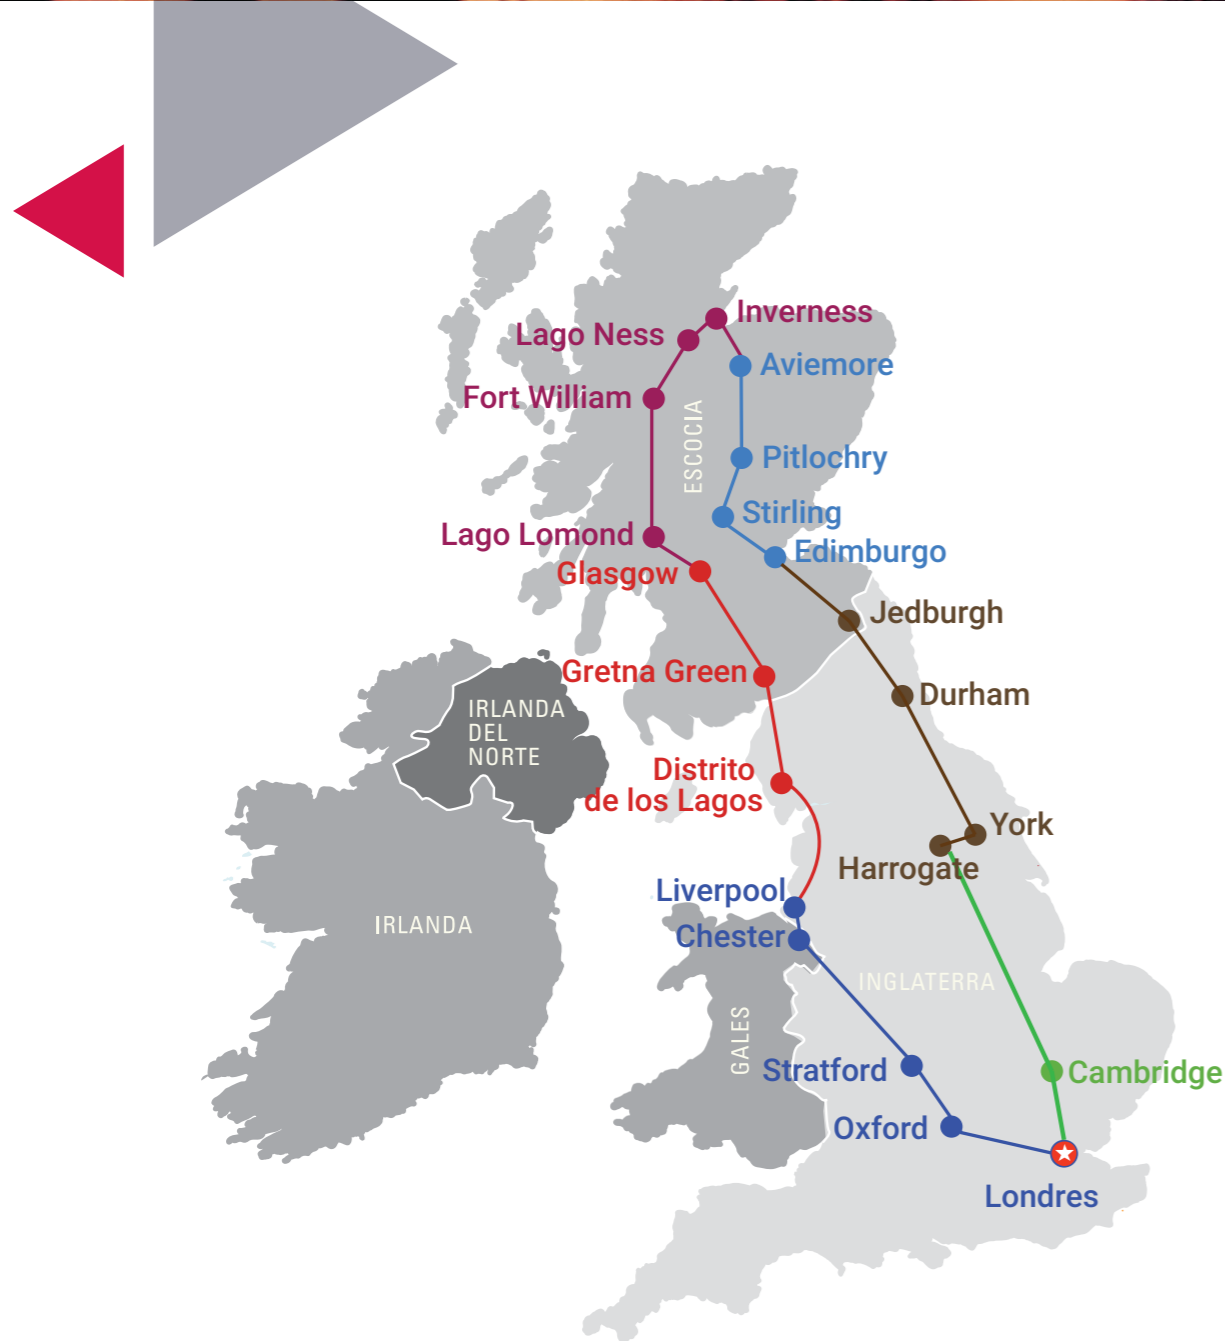 Inverness
Lago Ness
Aviemore
Fort William
ESCOCIA
Pitlochry
Stirling
Lago Lomond
Edimburgo
Glasgow
Jedburgh
Gretna Green
Durham
IRLANDA
DEL
NORTE
Distrito
de los Lagos
York
Harrogate
Liverpool
IRLANDA
Chester
INGLATERRA
GALES
Stratford
Cambridge
Oxford
Londres